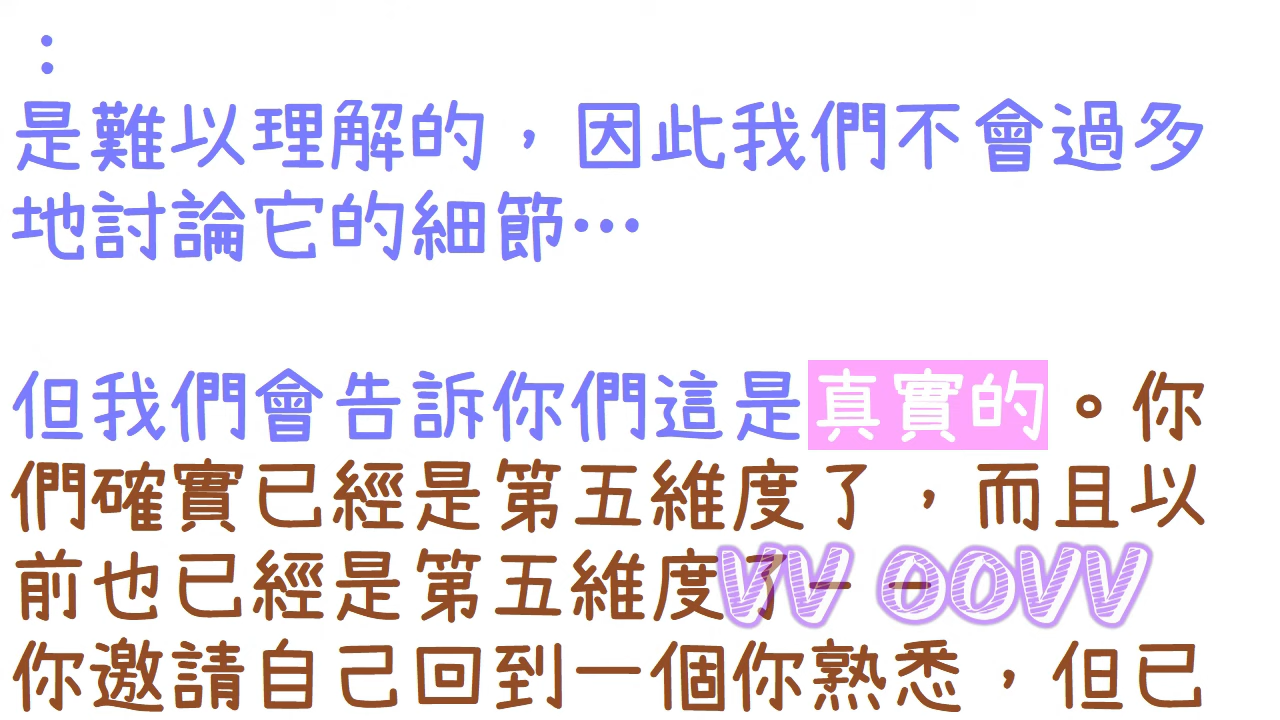 ：
是難以理解的，因此我們不會過多
地討論它的細節…
但我們會告訴你們這是真實的。你
們確實已經是第五維度了，而且以
前也已經是第五維度了——
VV OOVV
你邀請自己回到一個你熟悉，但已